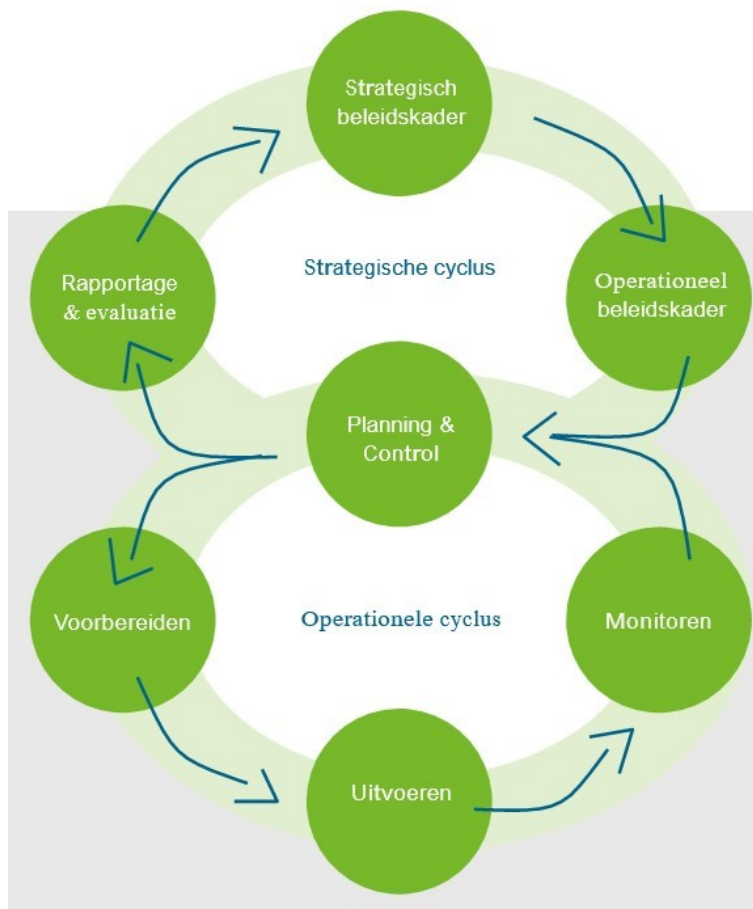 Strategisch
beleidskader
Rapportage
& evaluatie
Strategische cyclus
Operationeel
beleidskader
Planning &
Control
Voorbereiden
Operationele cyclus
Monitoren
Uitvoeren